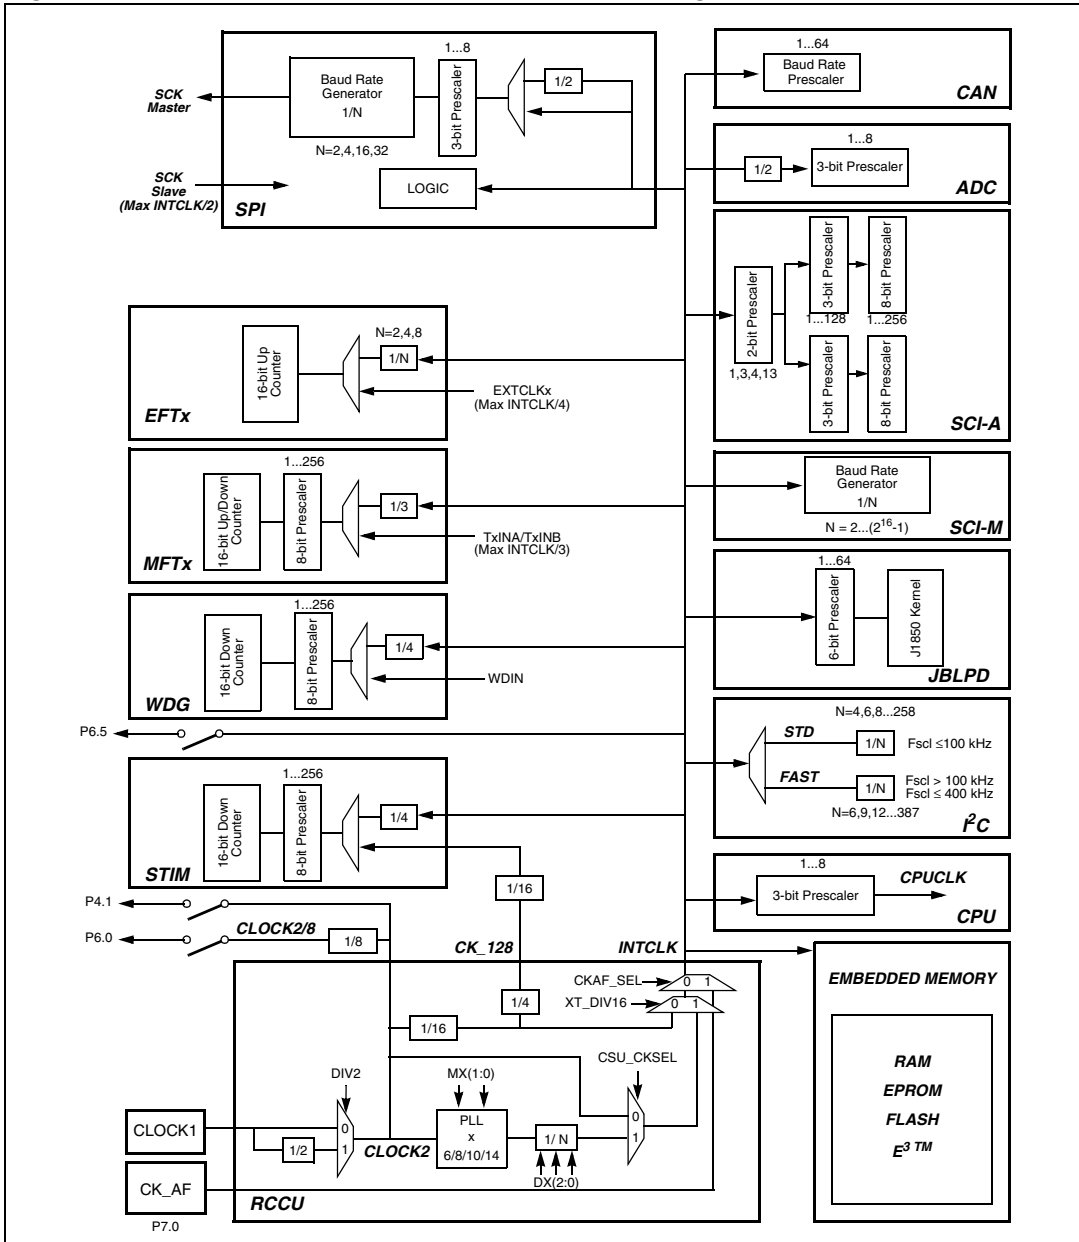 1...8
Baud Rate
Generator
1/N
3-bit Prescaler
1/2
SCK
Master
N=2,4,16,32
SCK
Slave
(Max INTCLK/2)
LOGIC
SPI
1...64
Baud Rate
Prescaler
CAN
1...8
1/2
3-bit Prescaler
ADC
2-bit Prescaler
1,3,4,13
3-bit Prescaler
1...128
8-bit Prescaler
1...256
3-bit Prescaler
8-bit Prescaler
SCI-A
16-bit Up
Counter
N=2,4,8
1/N
EXTCLKx
(Max INTCLK/4)
EFTx
1...256
16-bit Up/Down
Counter
8-bit Prescaler
1/3
TxINA/TxINB
(Max INTCLK/3)
MFTx
Baud Rate
Generator
1/N
N = 2...(2^16-1)
SCI-M
1...64
6-bit Prescaler
J1850 Kernel
JBLPD
1...256
16-bit Down
Counter
8-bit Prescaler
1/4
WDIN
WDG
P6.5
N=4,6,8...258
STD
1/N
Fscl ≤100 kHz
FAST
1/N
Fscl > 100 kHz
Fscl ≤ 400 kHz
N=6,9,12...387
I²C
1...256
16-bit Down
Counter
8-bit Prescaler
1/4
STIM
1/16
1...8
3-bit Prescaler
CPUCLK
CPU
P4.1
P6.0
CLOCK2/8
1/8
CK_128
INTCLK
CKAF_SEL
0 1
XT_DIV16
0 1
1/4
1/16
EMBEDDED MEMORY
RAM
EPROM
FLASH
E³ ™
CSU_CKSEL
DIV2
MX(1:0)
CLOCK1
1/2
0
1
CLOCK2
PLL
x
6/8/10/14
1/ N
0
1
DX(2:0)
CK_AF
P7.0
RCCU